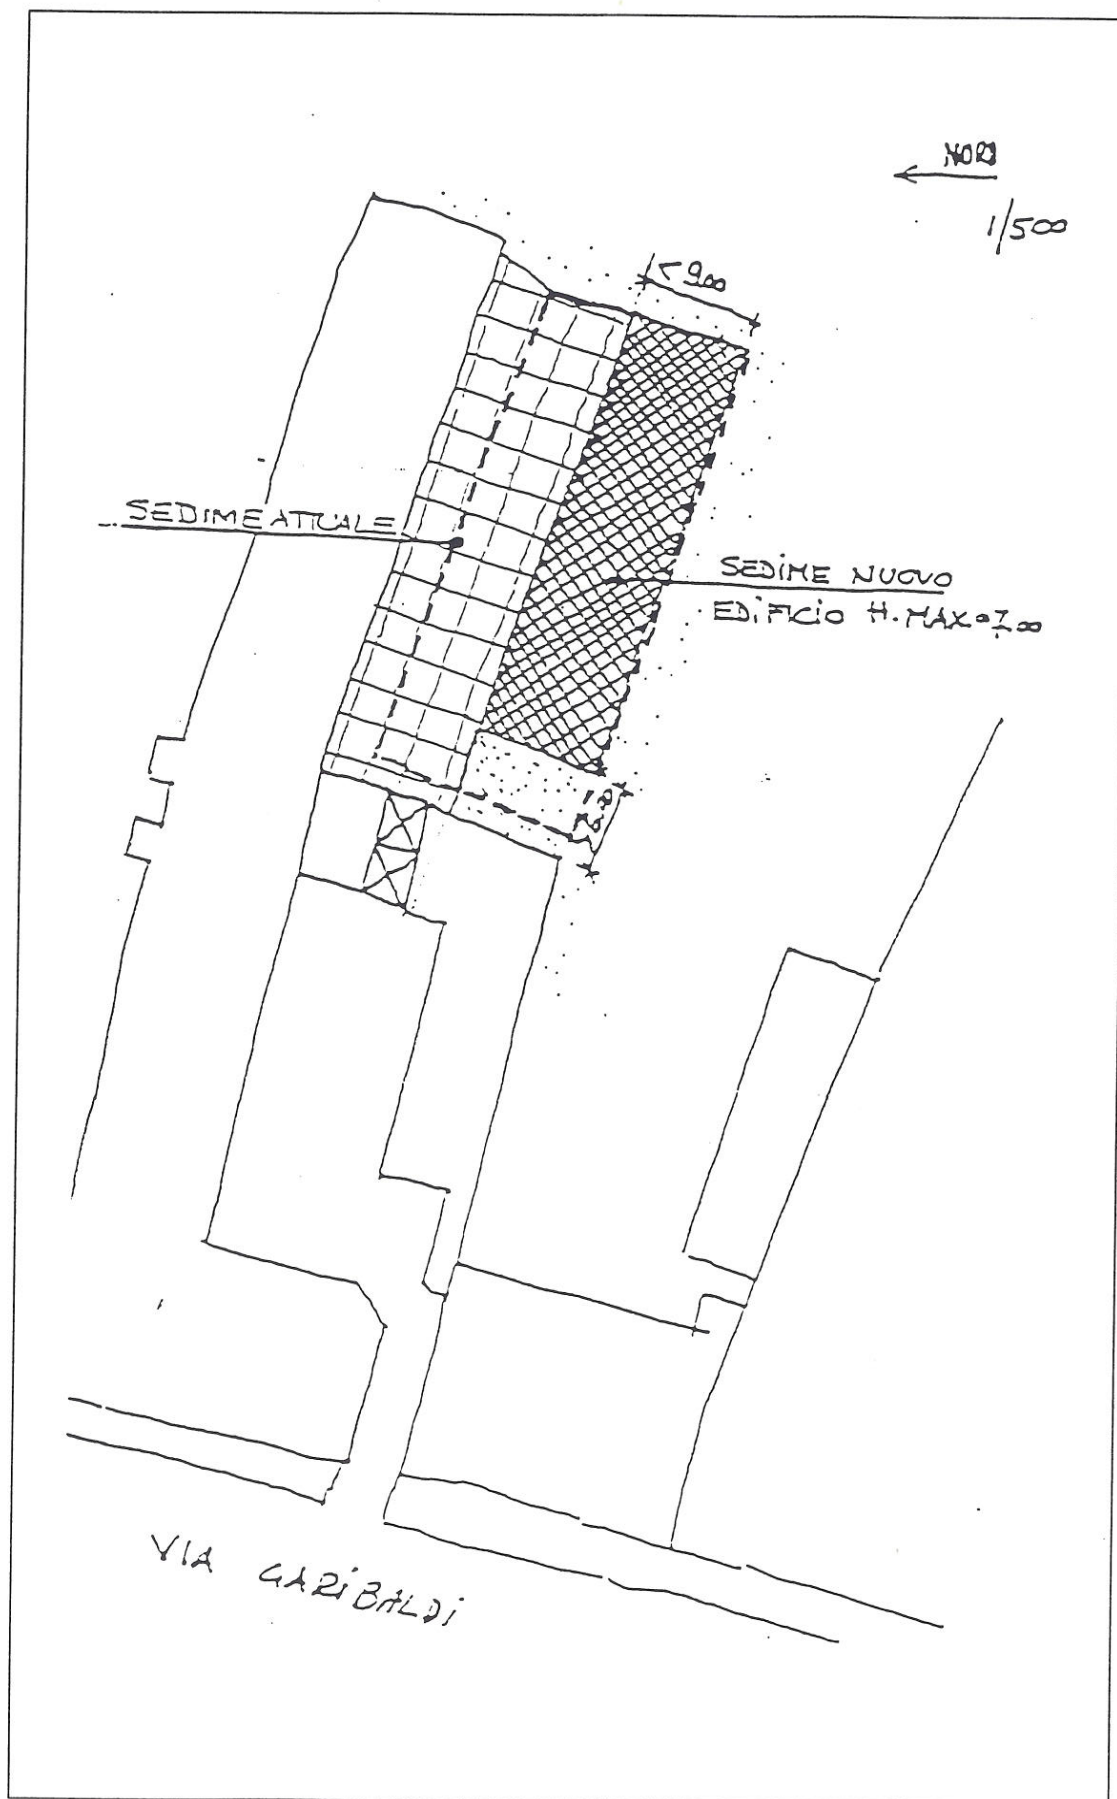 NORD
1/500
< 9.00
SEDIME ATTUALE
SEDIME NUOVO
EDIFICIO H. MAX = 7.00
VIA GARIBALDI